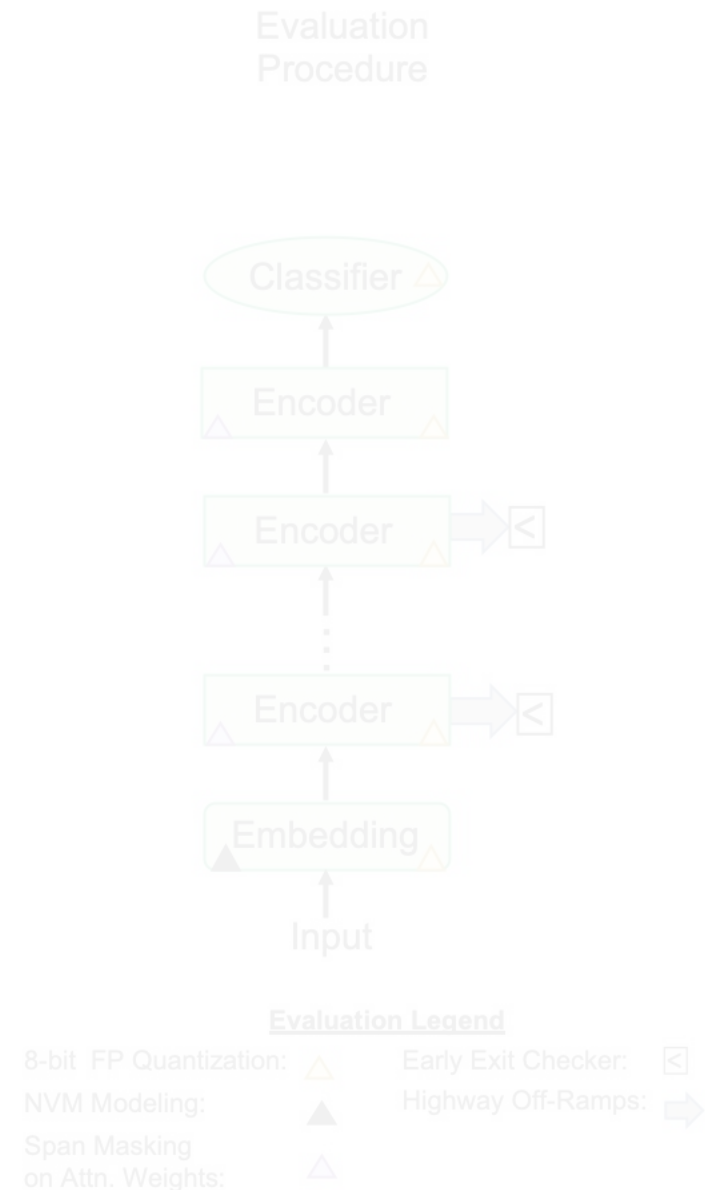 Evaluation
Procedure
Classifier
Encoder
Encoder
<
...
Encoder
<
Embedding
Input
Evaluation Legend
8-bit FP Quantization:
Early Exit Checker: <
NVM Modeling:
Highway Off-Ramps:
Span Masking
on Attn. Weights: